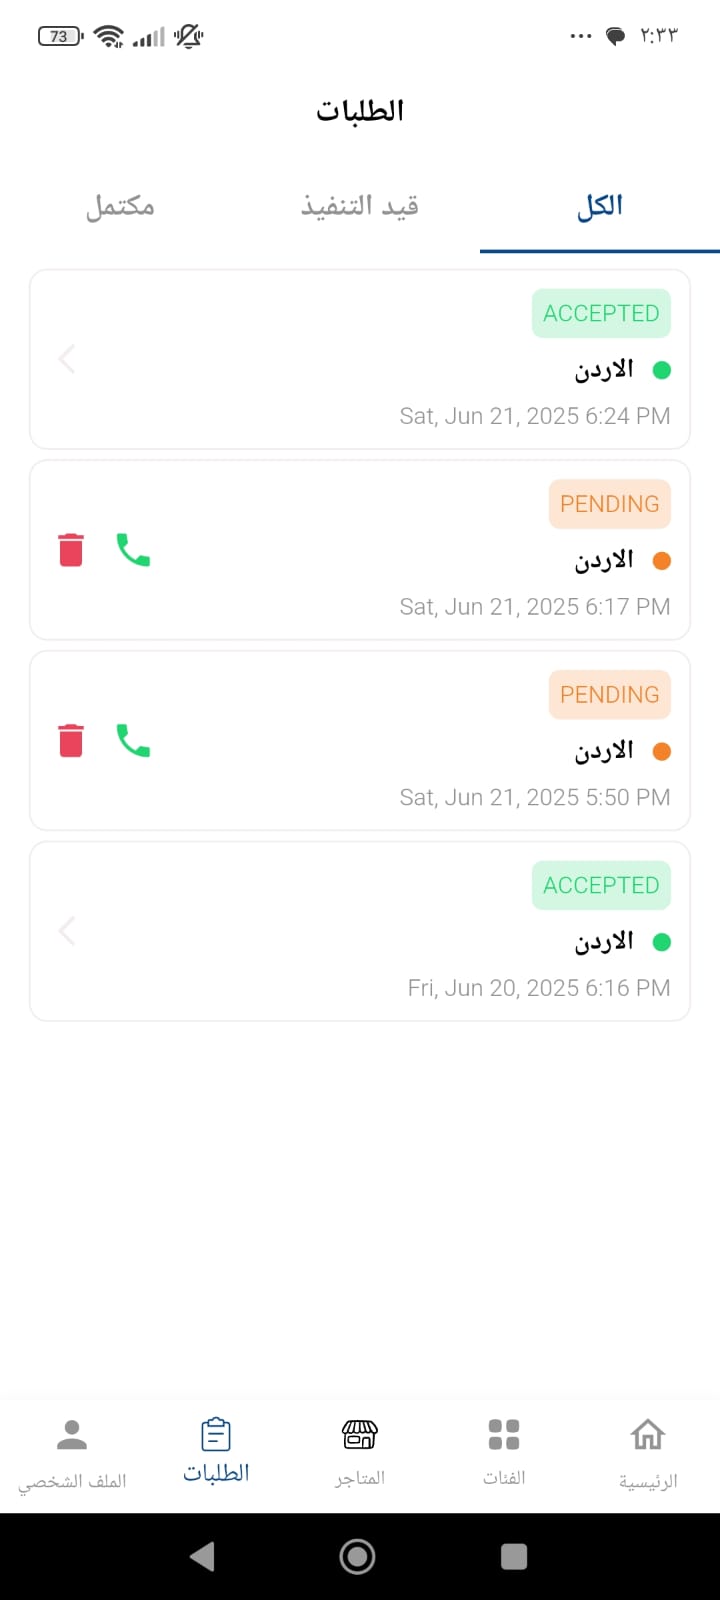 73 ٢:٣٣
الطلبات
الكل قيد التنفيذ مكتمل
ACCEPTED
الاردن
Sat, Jun 21, 2025 6:24 PM
PENDING
الاردن
Sat, Jun 21, 2025 6:17 PM
PENDING
الاردن
Sat, Jun 21, 2025 5:50 PM
ACCEPTED
الاردن
Fri, Jun 20, 2025 6:16 PM
الرئيسية الفئات المتاجر الطلبات الملف الشخصي